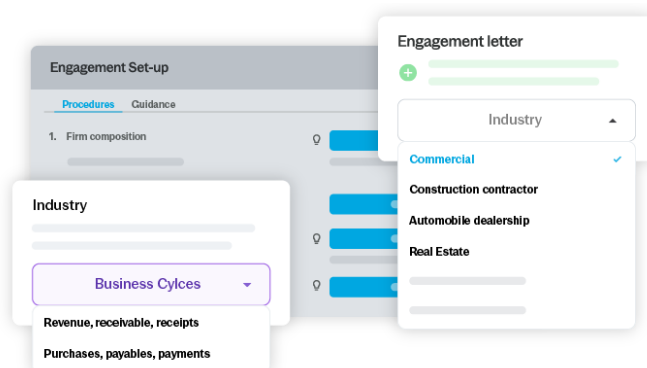 Engagement letter
Industry
Commercial
Construction contractor
Automobile dealership
Real Estate
Engagement Set-up
Procedures Guidance
1. Firm composition
Industry
Business Cylces
Revenue, receivable, receipts
Purchases, payables, payments